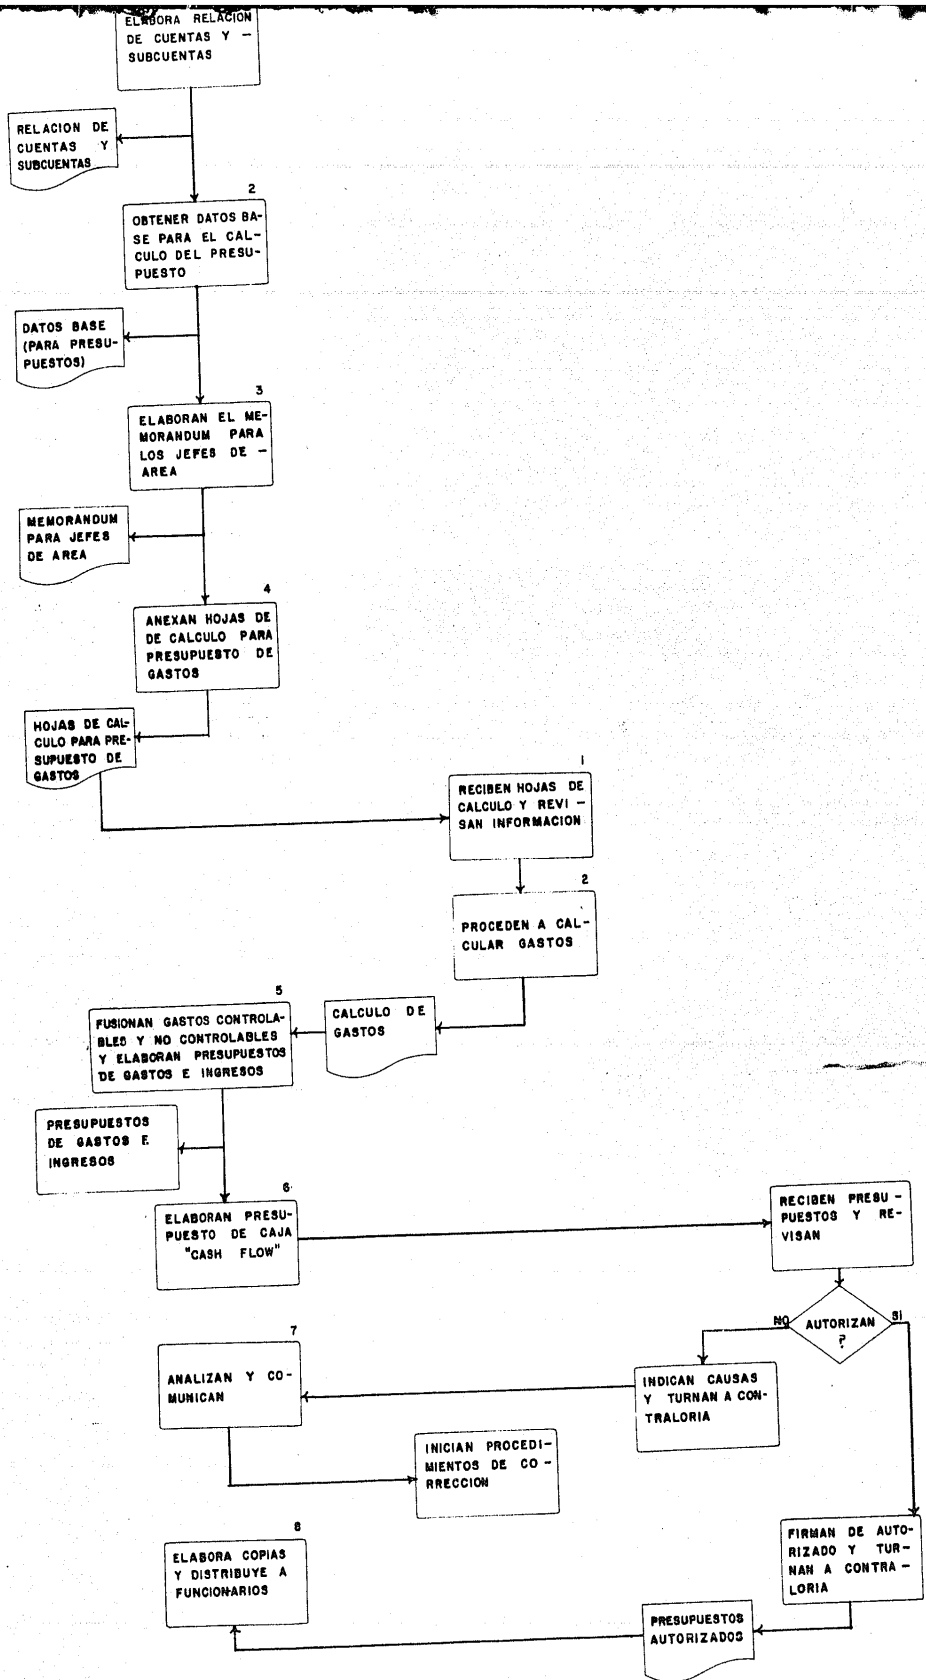 ELABORA RELACION
DE CUENTAS Y —
SUBCUENTAS
RELACION DE
CUENTAS Y
SUBCUENTAS
2
OBTENER DATOS BA-
SE PARA EL CAL-
CULO DEL PRESU-
PUESTO
DATOS BASE
(PARA PRESU-
PUESTOS)
3
ELABORAN EL ME-
MORANDUM PARA
LOS JEFES DE —
AREA
MEMORANDUM
PARA JEFES
DE AREA
4
ANEXAN HOJAS DE
DE CALCULO PARA
PRESUPUESTO DE
GASTOS
HOJAS DE CAL-
CULO PARA PRE-
SUPUESTO DE
GASTOS
1
RECIBEN HOJAS DE
CALCULO Y REVI —
SAN INFORMACION
2
PROCEDEN A CAL-
CULAR GASTOS
CALCULO DE
GASTOS
5
FUSIONAN GASTOS CONTROLA-
BLES Y NO CONTROLABLES
Y ELABORAN PRESUPUESTOS
DE GASTOS E INGRESOS
PRESUPUESTOS
DE GASTOS E
INGRESOS
6
ELABORAN PRESU-
PUESTO DE CAJA
"CASH FLOW"
RECIBEN PRESU -
PUESTOS Y RE-
VISAN
AUTORIZAN
?
NO
SI
INDICAN CAUSAS
Y TURNAN A CON-
TRALORIA
7
ANALIZAN Y CO-
MUNICAN
INICIAN PROCEDI-
MIENTOS DE CO —
RRECCION
FIRMAN DE AUTO-
RIZADO Y TUR-
NAN A CONTRA —
LORIA
PRESUPUESTOS
AUTORIZADOS
8
ELABORA COPIAS
Y DISTRIBUYE A
FUNCIONARIOS